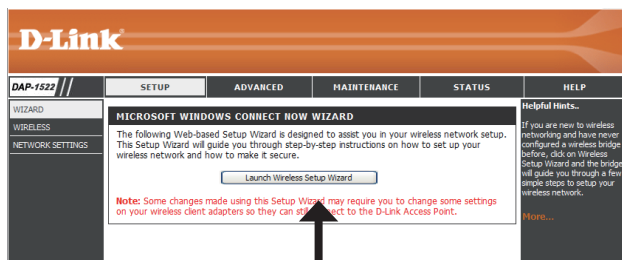 D-Link
DAP-1522 //
SETUP
ADVANCED
MAINTENANCE
STATUS
HELP
WIZARD
WIRELESS
NETWORK SETTINGS
MICROSOFT WINDOWS CONNECT NOW WIZARD
The following Web-based Setup Wizard is designed to assist you in your wireless network setup.
This Setup Wizard will guide you through step-by-step instructions on how to set up your
wireless network and how to make it secure.
Launch Wireless Setup Wizard
Note: Some changes made using this Setup Wizard may require you to change some settings
on your wireless client adapters so they can still connect to the D-Link Access Point.
Helpful Hints..
If you are new to wireless
networking and have never
configured a wireless bridge
before, click on Wireless
Setup Wizard and the bridge
will guide you through a few
simple steps to setup your
wireless network.
More...